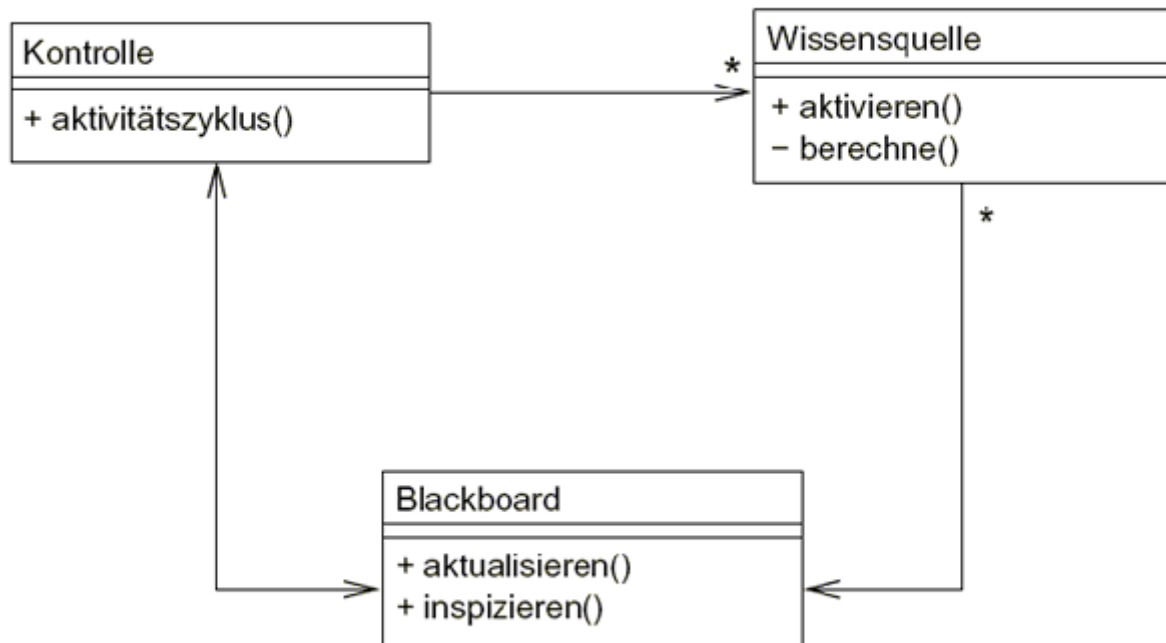 Kontrolle
+ aktivitätszyklus()
*
Wissensquelle
+ aktivieren()
− berechne()
*
Blackboard
+ aktualisieren()
+ inspizieren()